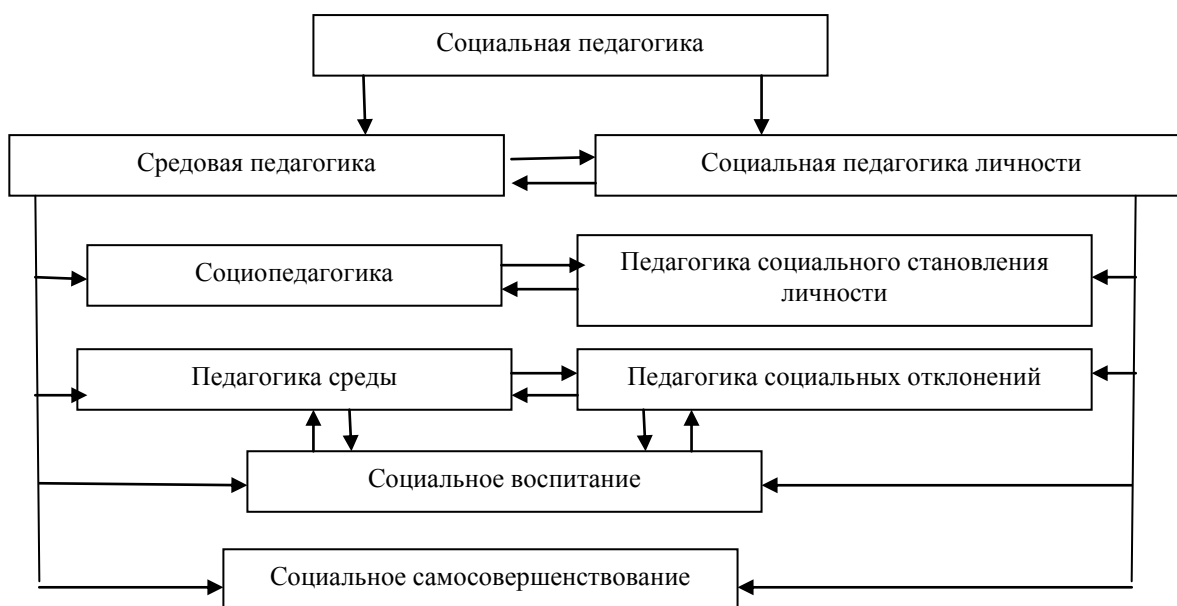 Социальная педагогика
Средовая педагогика
Социальная педагогика личности
Социопедагогика
Педагогика социального становления
личности
Педагогика среды
Педагогика социальных отклонений
Социальное воспитание
Социальное самосовершенствование